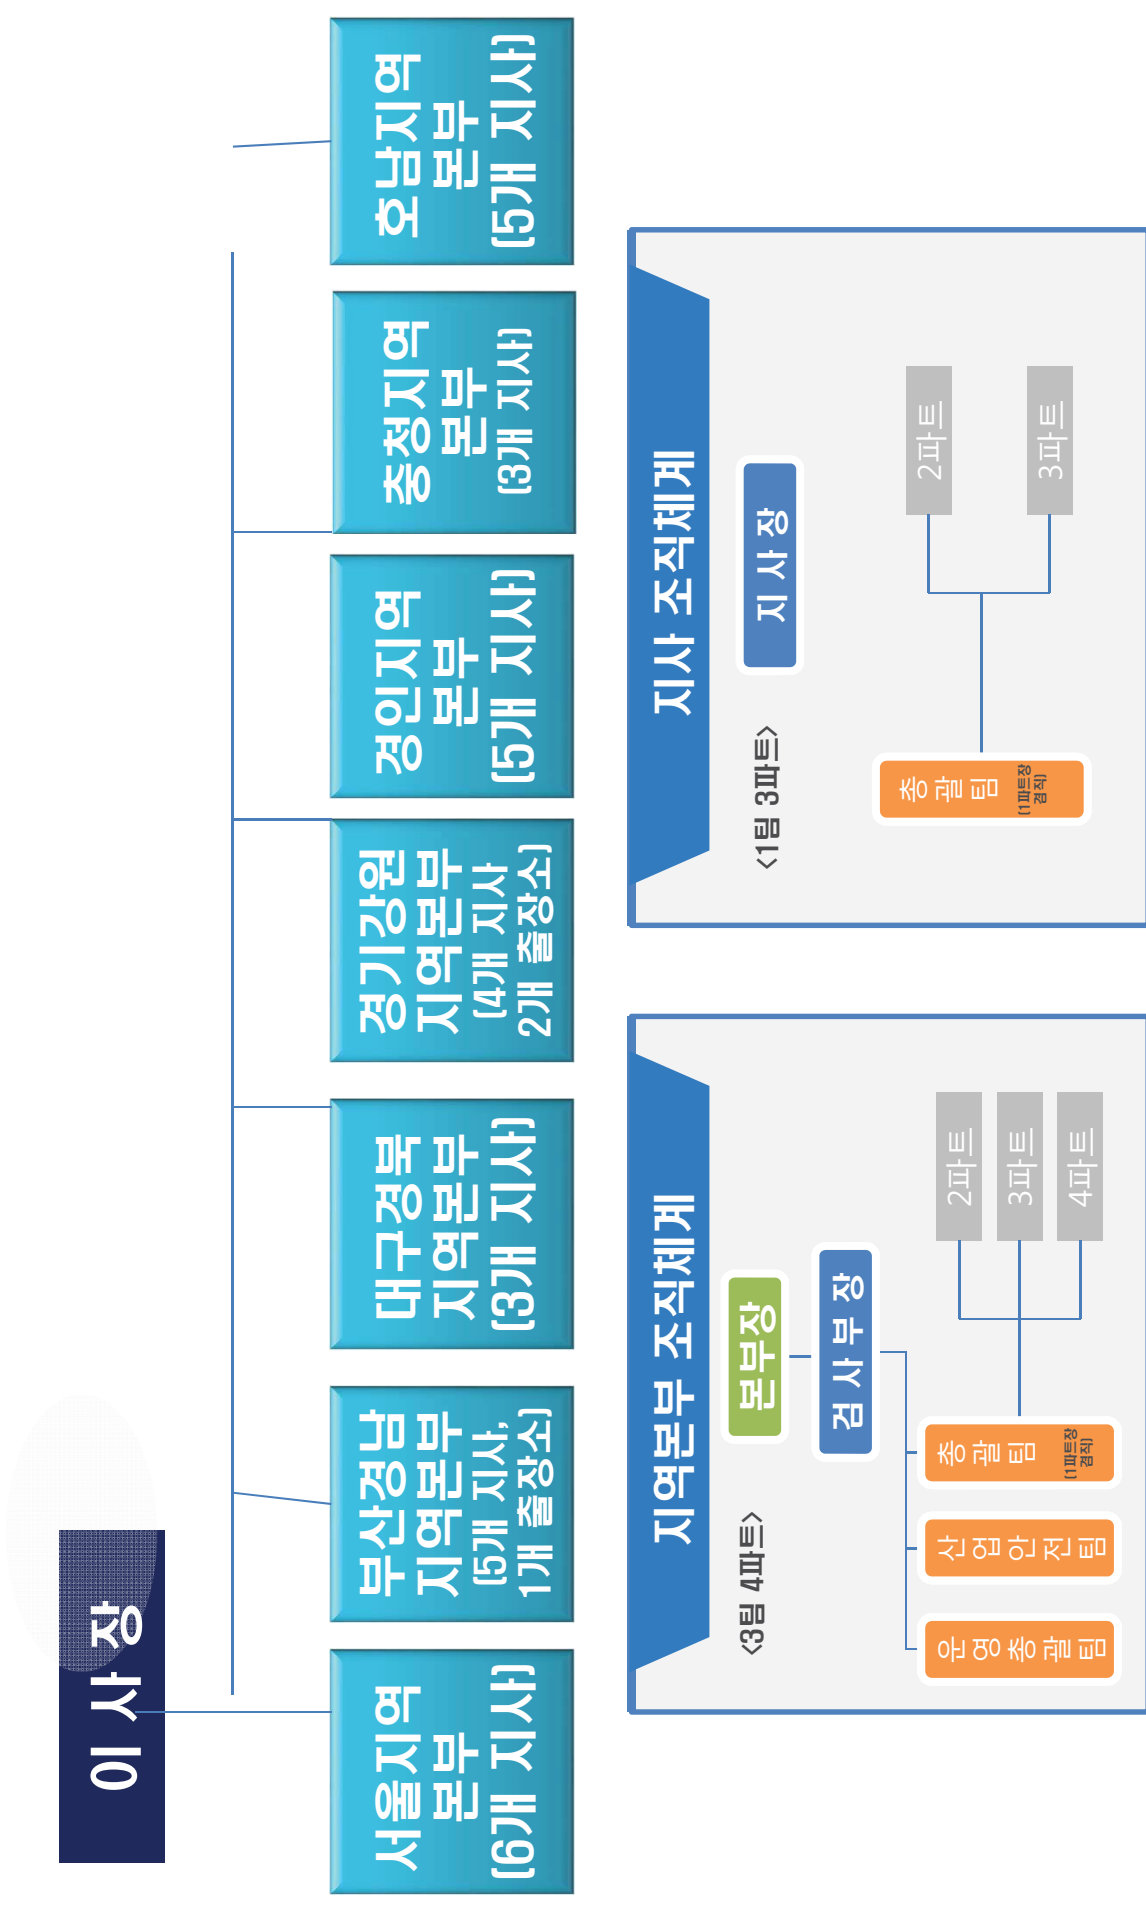 이 사 장
서울지역
본부
(6개 지사)
부산경남
지역본부
(5개 지사,
1개 출장소)
대구경북
지역본부
(3개 지사)
경기강원
지역본부
(4개 지사
2개 출장소)
경인지역
본부
(5개 지사)
충청지역
본부
(3개 지사)
호남지역
본부
(5개 지사)
지역본부 조직체계
<3팀 4파트>
본부장
검 사 부 장
운영총괄팀
산업안전팀
총괄팀
(1파트장
겸직)
2파트
3파트
4파트
지사 조직체계
<1팀 3파트>
지 사 장
총괄팀
(1파트장
겸직)
2파트
3파트